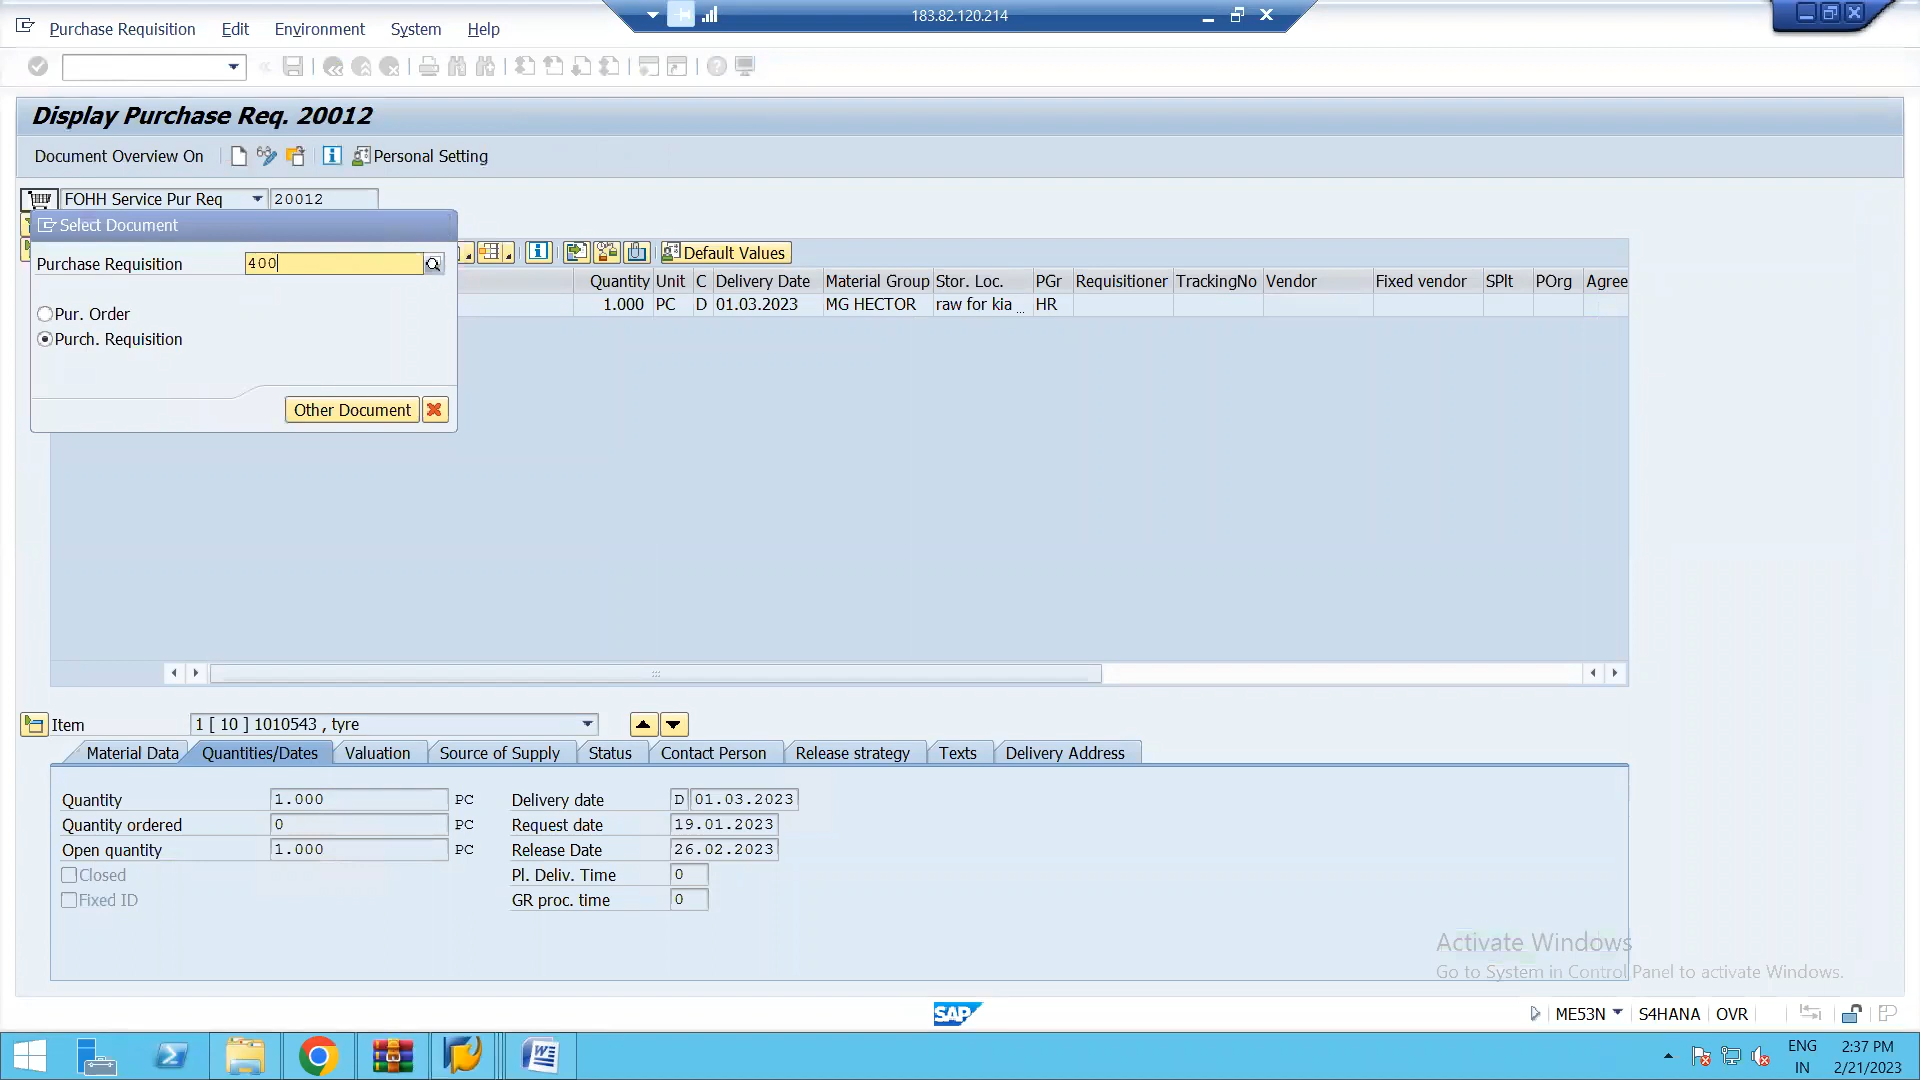 183.82.120.214
Purchase Requisition Edit Environment System Help
Display Purchase Req. 20012
Document Overview On Personal Setting
FOHH Service Pur Req 20012
Select Document
Purchase Requisition 400
Pur. Order
Purch. Requisition
Other Document
Default Values
Quantity Unit C Delivery Date Material Group Stor. Loc. PGr Requisitioner TrackingNo Vendor Fixed vendor SPlt POrg Agree
1.000 PC D 01.03.2023 MG HECTOR raw for kia ... HR
Item 1 [ 10 ] 1010543 , tyre
Material Data Quantities/Dates Valuation Source of Supply Status Contact Person Release strategy Texts Delivery Address
Quantity 1.000 PC Delivery date D 01.03.2023
Quantity ordered 0 PC Request date 19.01.2023
Open quantity 1.000 PC Release Date 26.02.2023
Closed Pl. Deliv. Time 0
Fixed ID GR proc. time 0
Activate Windows
Go to System in Control Panel to activate Windows.
SAP ME53N S4HANA OVR
ENG 2:37 PM
IN 2/21/2023